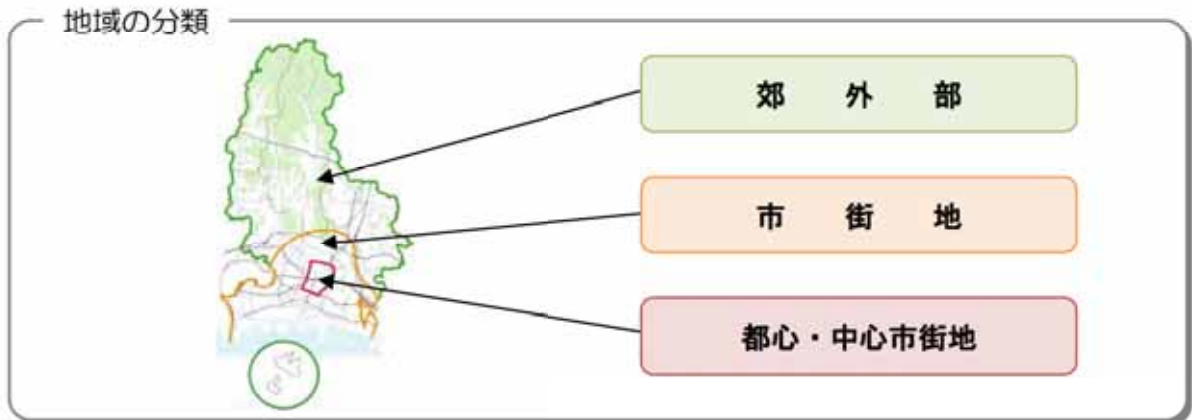 地域の分類
郊外部
市街地
都心・中心市街地